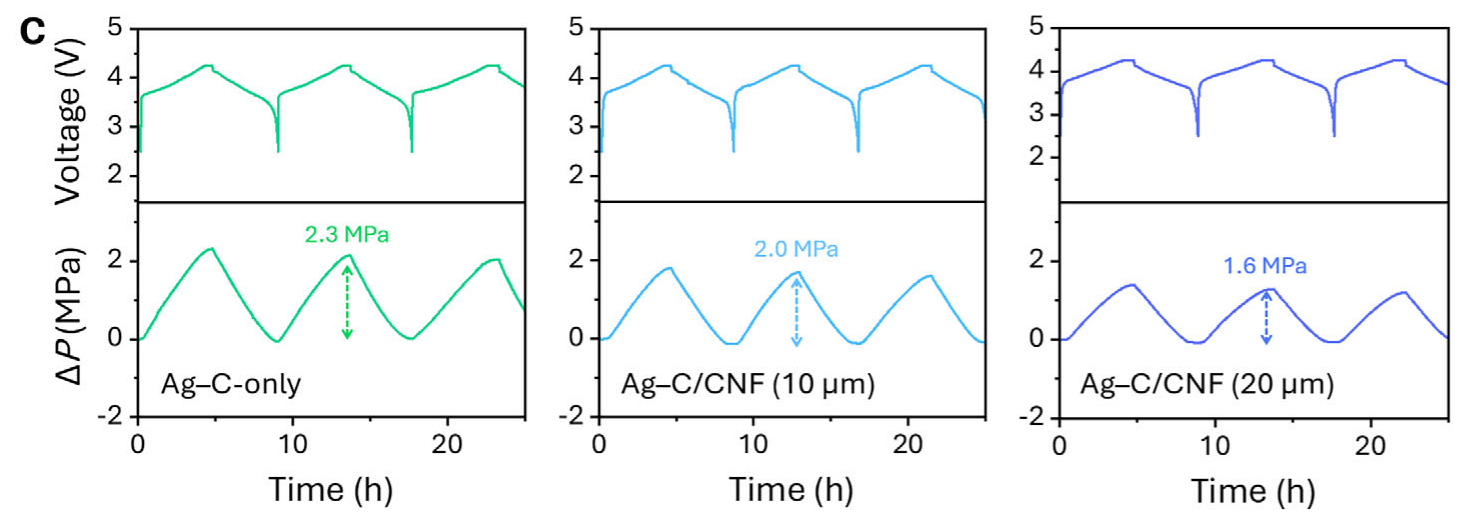 C
Voltage (V)
5
4
3
2
ΔP (MPa)
2
0
-2
2.3 MPa
Ag–C-only
0
10
20
Time (h)
5
4
3
2
2
0
-2
2.0 MPa
Ag–C/CNF (10 μm)
0
10
20
Time (h)
5
4
3
2
2
0
-2
1.6 MPa
Ag–C/CNF (20 μm)
0
10
20
Time (h)